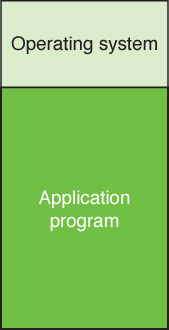 Operating system
Application
program